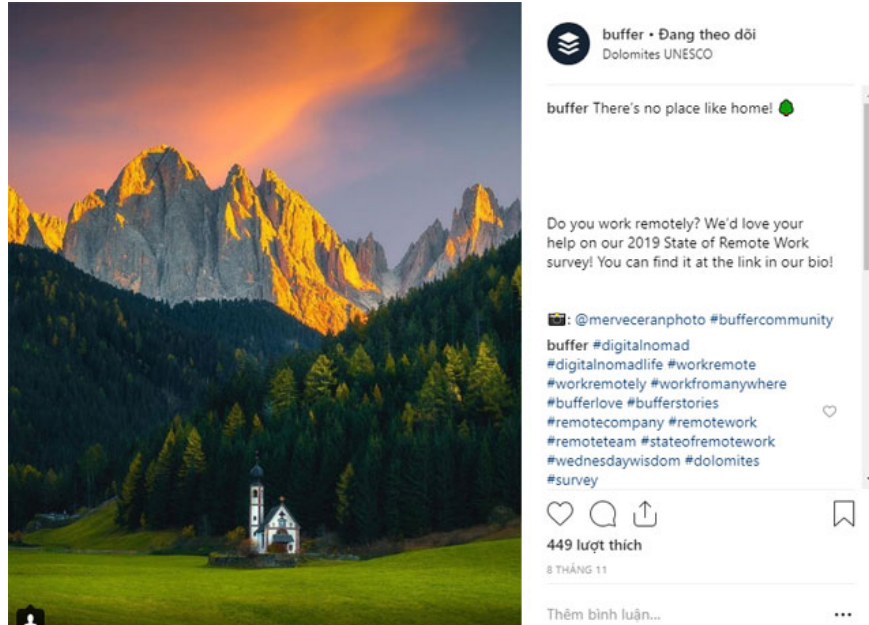 buffer • Đang theo dõi
Dolomites UNESCO
buffer There's no place like home! 🌲
Do you work remotely? We'd love your
help on our 2019 State of Remote Work
survey! You can find it at the link in our bio!
📸: @merveceranphoto #buffercommunity
buffer #digitalnomad
#digitalnomadlife #workremote
#workremotely #workfromanywhere
#bufferlove #bufferstories
#remotecompany #remotework
#remoteteam #stateofremotework
#wednesdaywisdom #dolomites
#survey
449 lượt thích
8 THÁNG 11
Thêm bình luận...